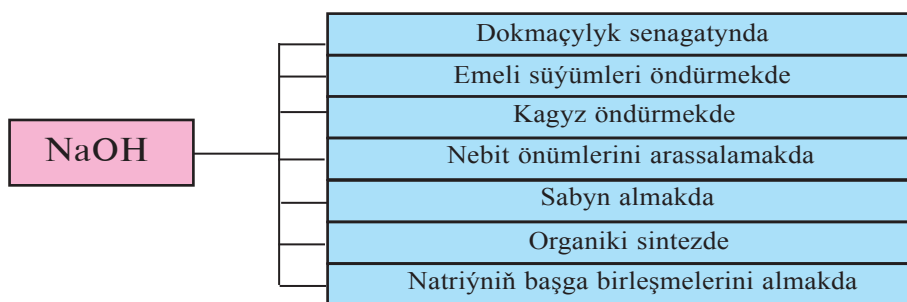 NaOH
Dokmaçylyk senagatynda
Emeli süýümleri öndürmekde
Kagyz öndürmekde
Nebit önümlerini arassalamakda
Sabyn almakda
Organiki sintezde
Natriýniň başga birleşmelerini almakda